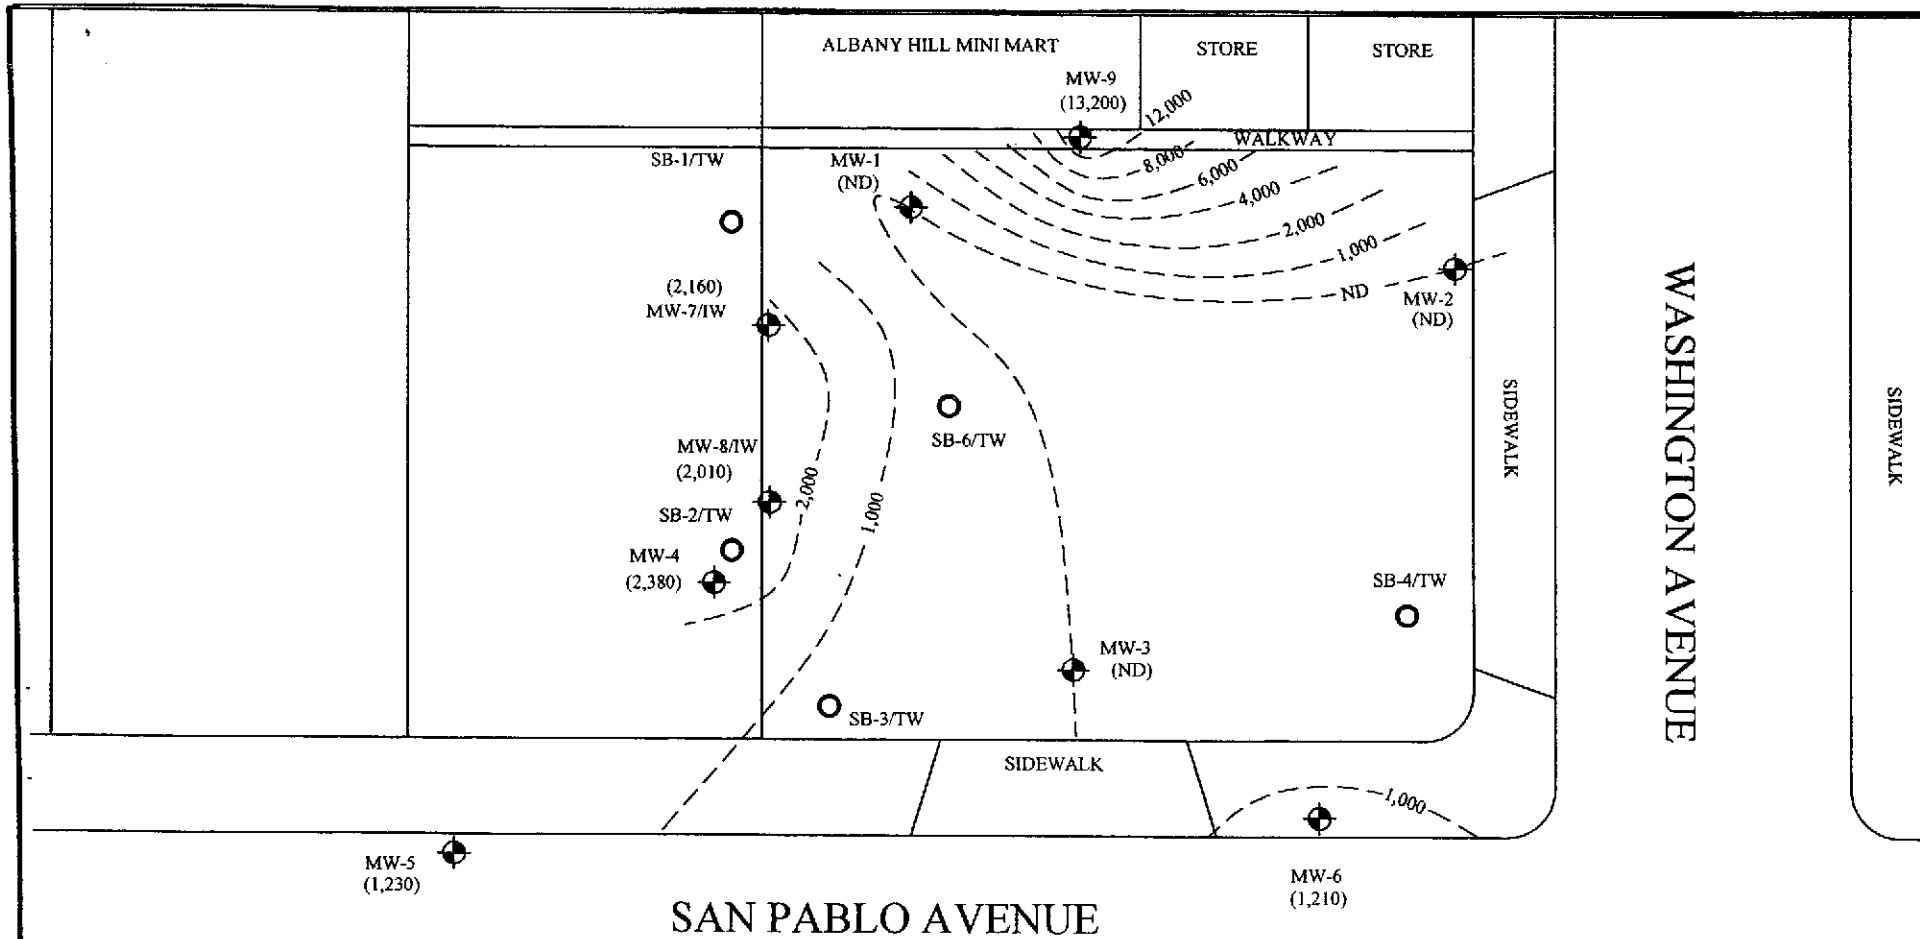 ALBANY HILL MINI MART
STORE
STORE
MW-9
(13,200)
12,000
WALKWAY
SB-1/TW
MW-1
(ND)
8,000
6,000
4,000
2,000
1,000
ND
MW-2
(ND)
(2,160)
MW-7/IW
MW-8/IW
(2,010)
SB-2/TW
MW-4
(2,380)
2,000
1,000
SB-6/TW
SB-4/TW
MW-3
(ND)
SB-3/TW
SIDEWALK
SIDEWALK
SIDEWALK
WASHINGTON AVENUE
1,000
MW-5
(1,230)
MW-6
(1,210)
SAN PABLO AVENUE